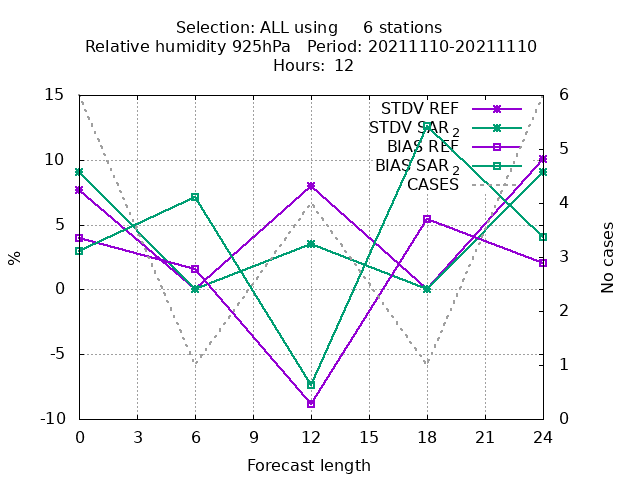 Selection: ALL using 6 stations
Relative humidity 925hPa Period: 20211110-20211110
Hours: 12
15
10
5
0
-5
-10
6
5
4
3
2
1
0
STDV REF
STDV SAR2
BIAS REF
BIAS SAR2
CASES
%
No cases
0 3 6 9 12 15 18 21 24
Forecast length